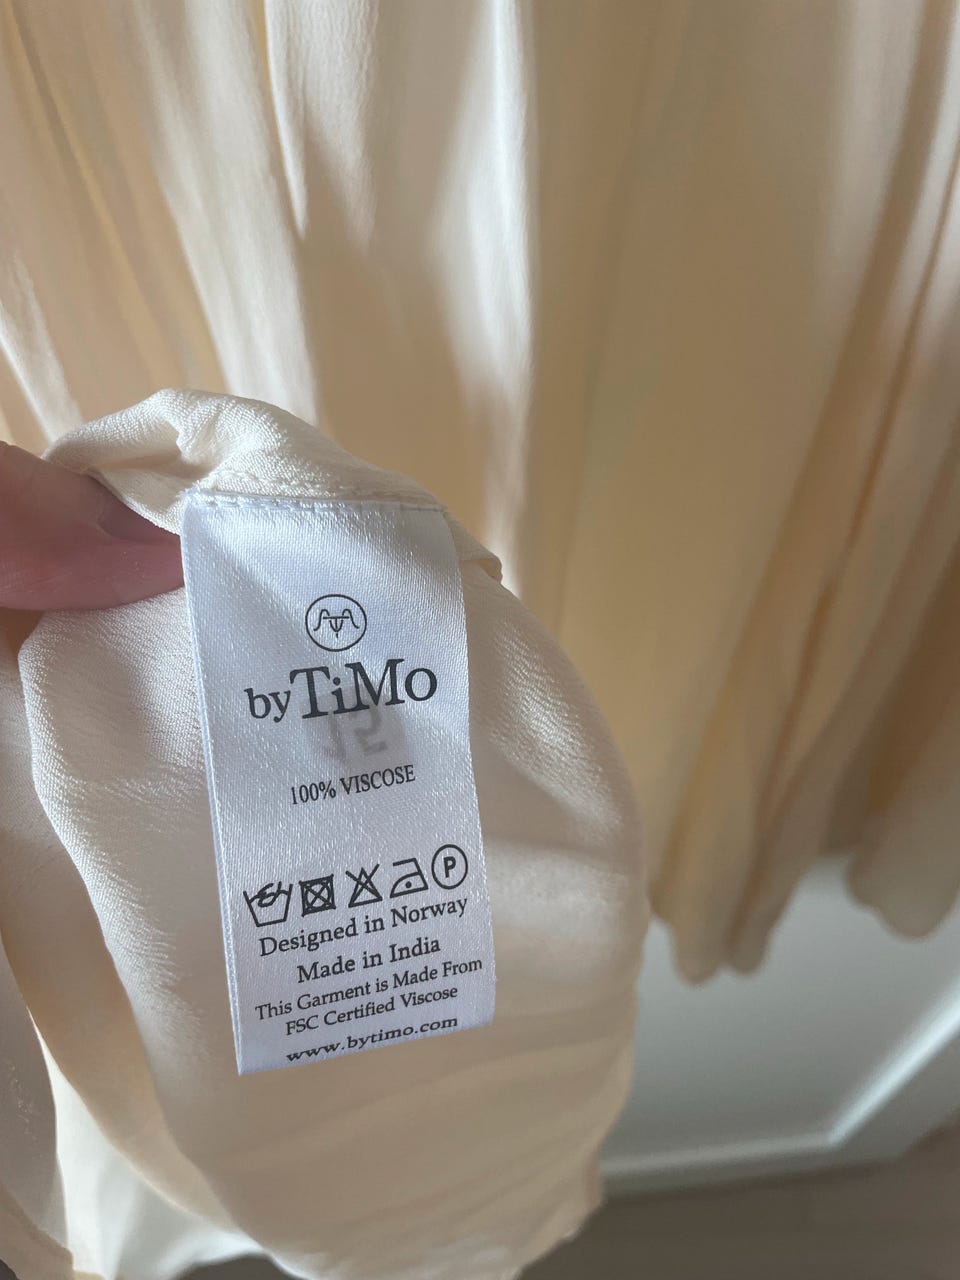 byTiMo
100% VISCOSE
P
Designed in Norway
Made in India
This Garment is Made From
FSC Certified Viscose
www.bytimo.com